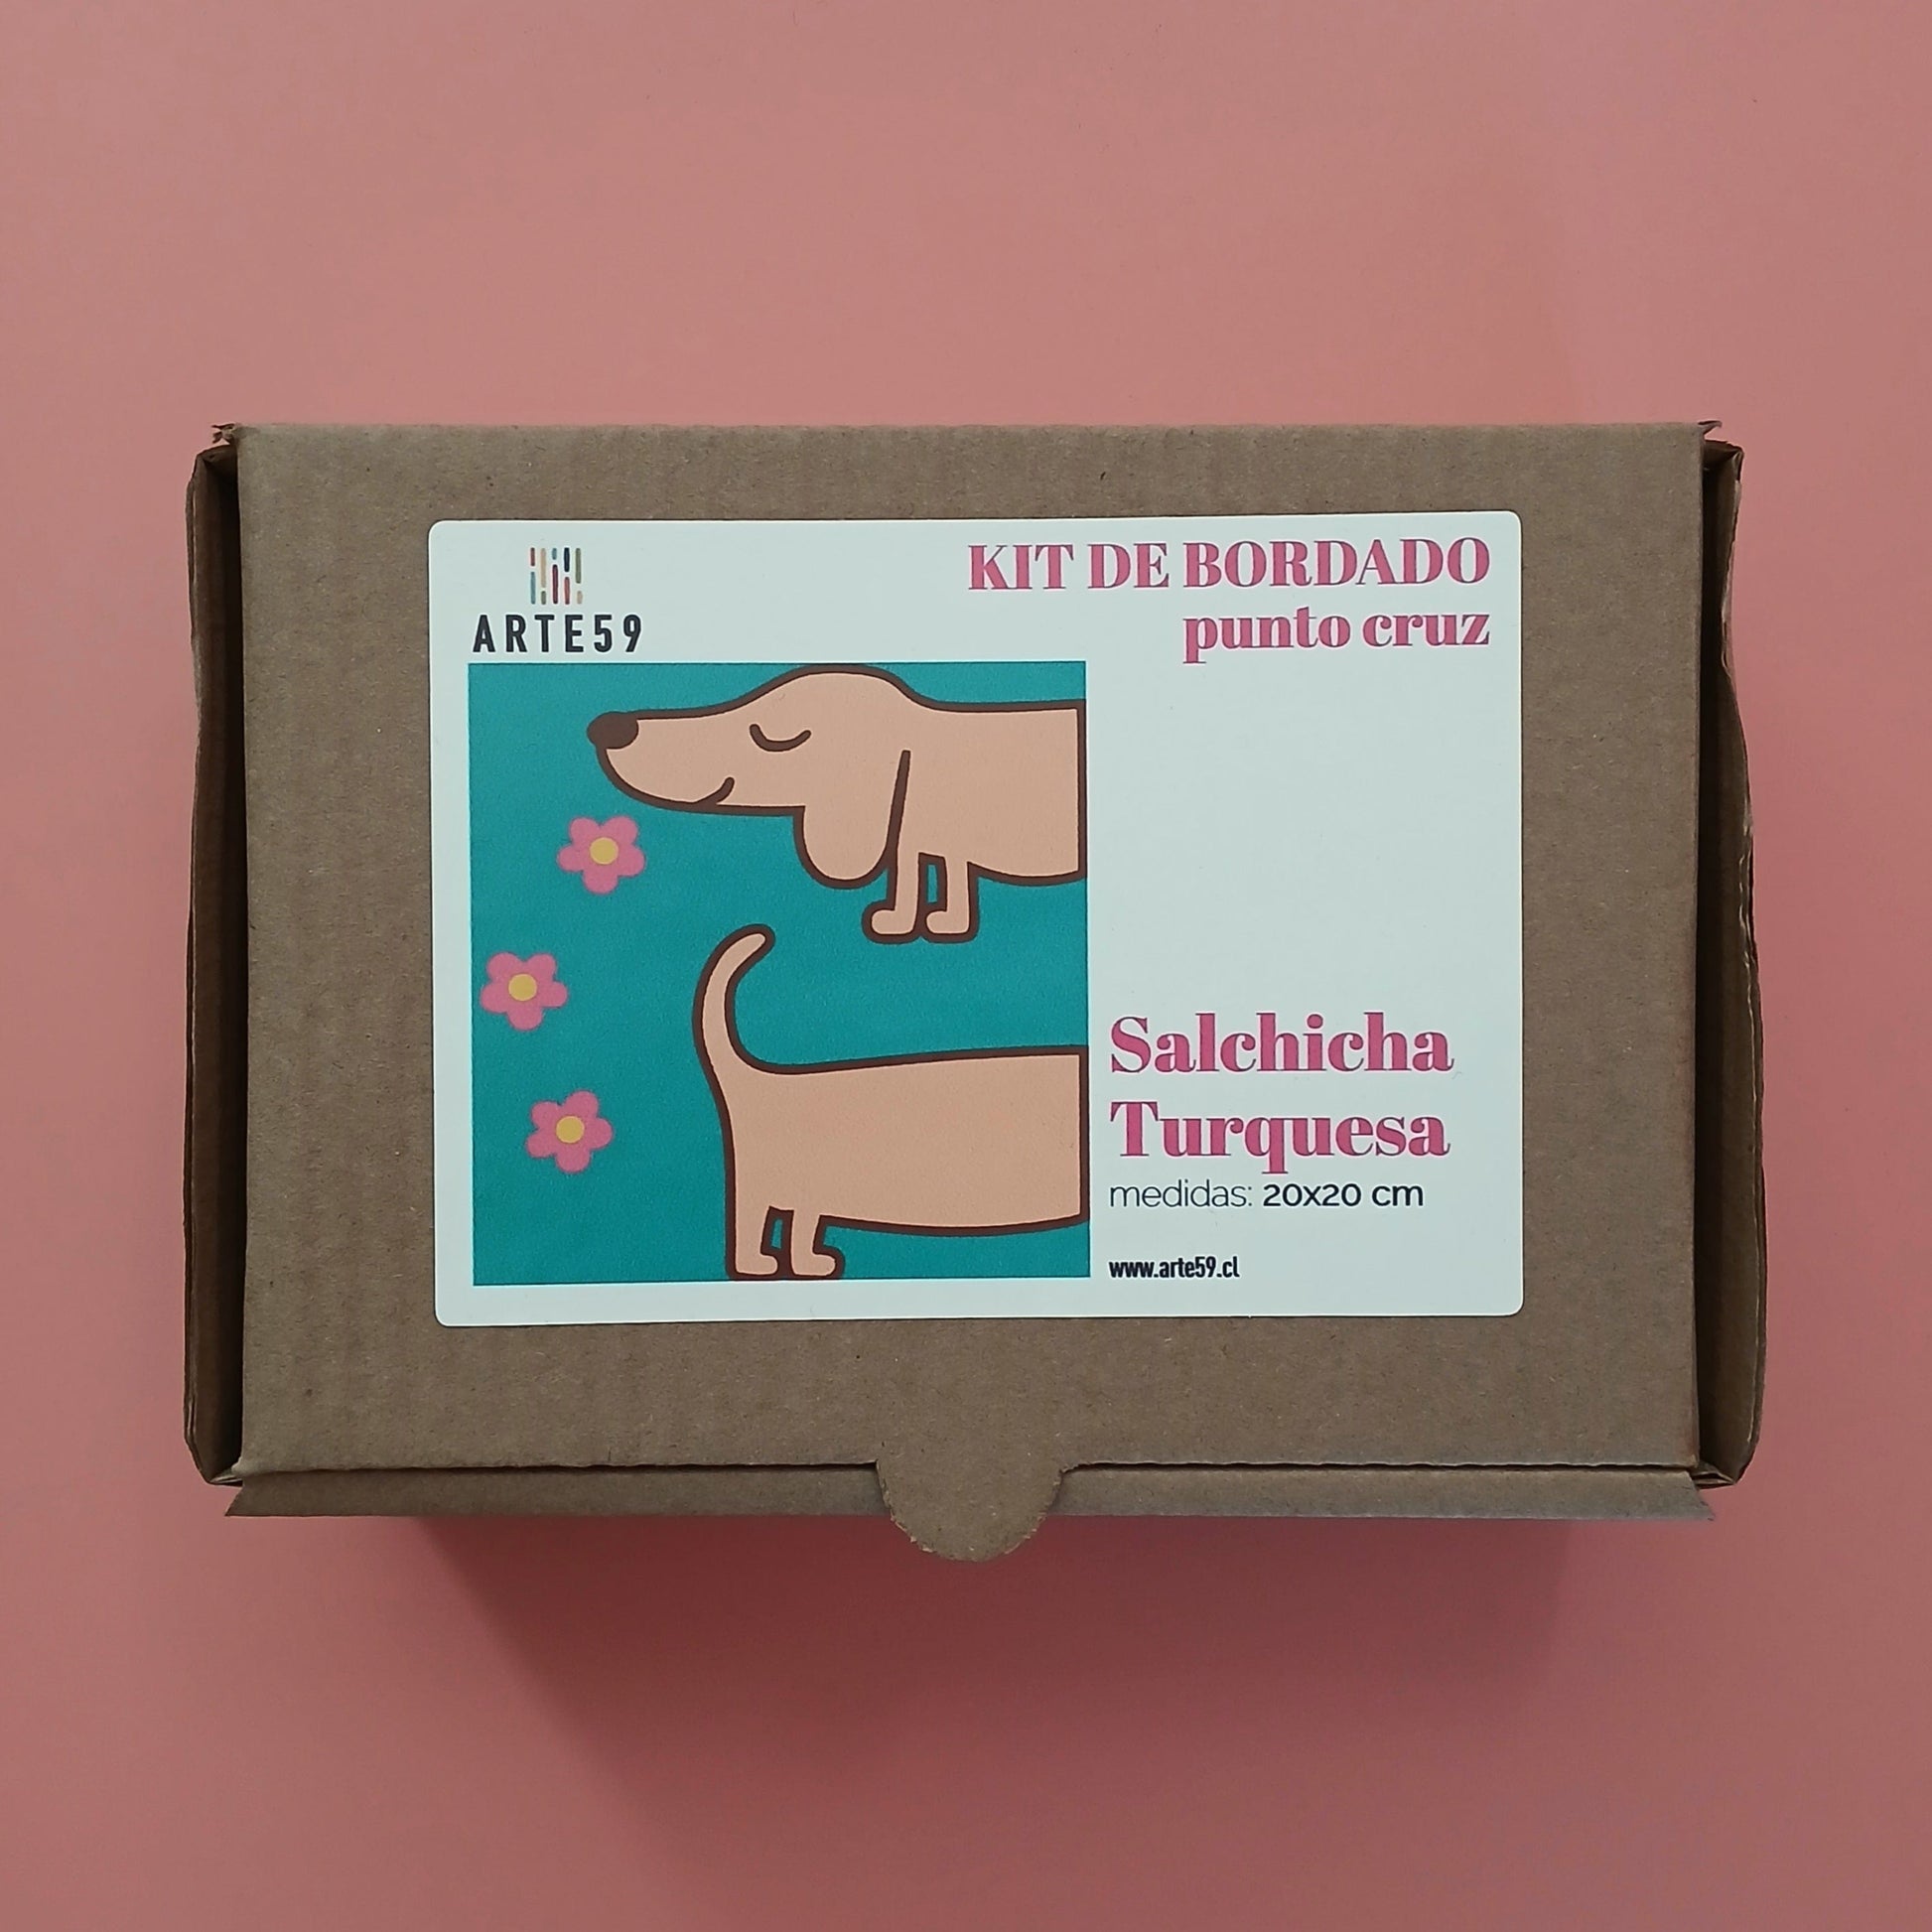 ARTE59
KIT DE BORDADO
punto cruz
Salchicha
Turquesa
medidas: 20x20 cm
www.arte59.cl